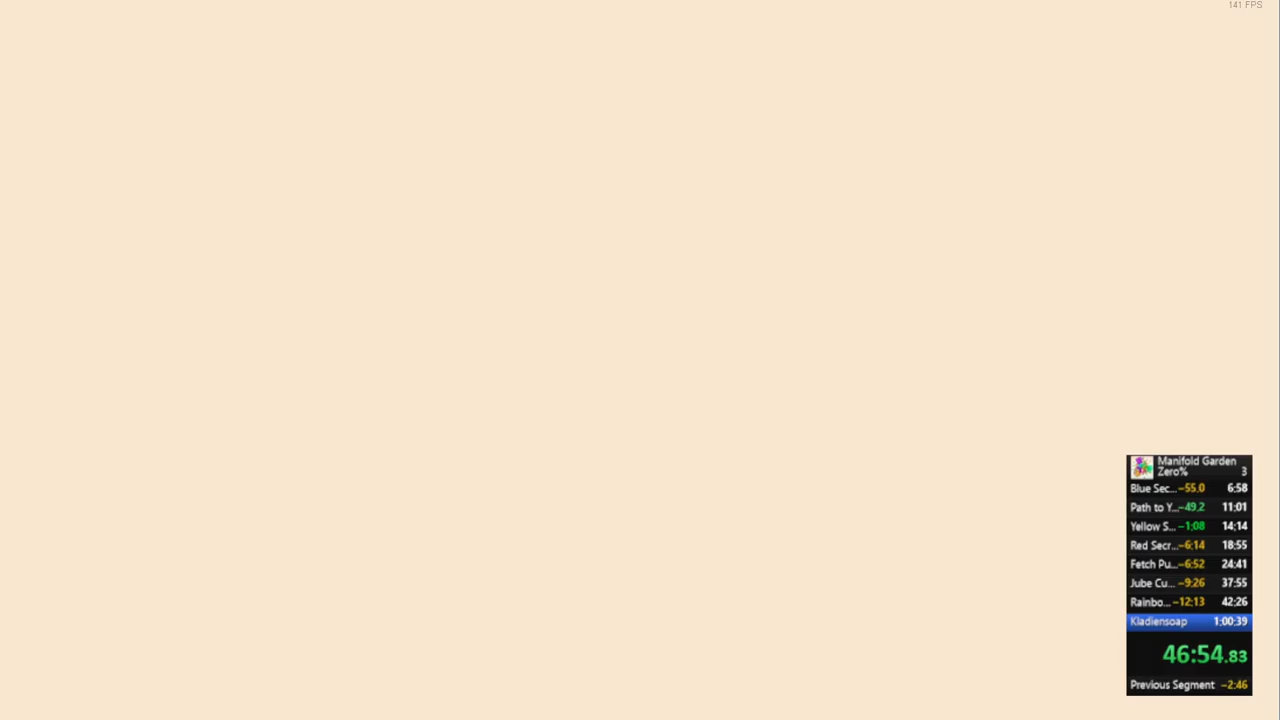 141 FPS
Manifold Garden
Zero% 3
Blue Sec... -55.0 6:58
Path to Y... -49.2 11:01
Yellow S... -1:08 14:14
Red Secr... -6:14 18:55
Fetch Pu... -6:52 24:41
Jube Cu... -9:26 37:55
Rainbo... -12:13 42:26
Kladiensoap 1:00:39
46:54.83
Previous Segment -2:46